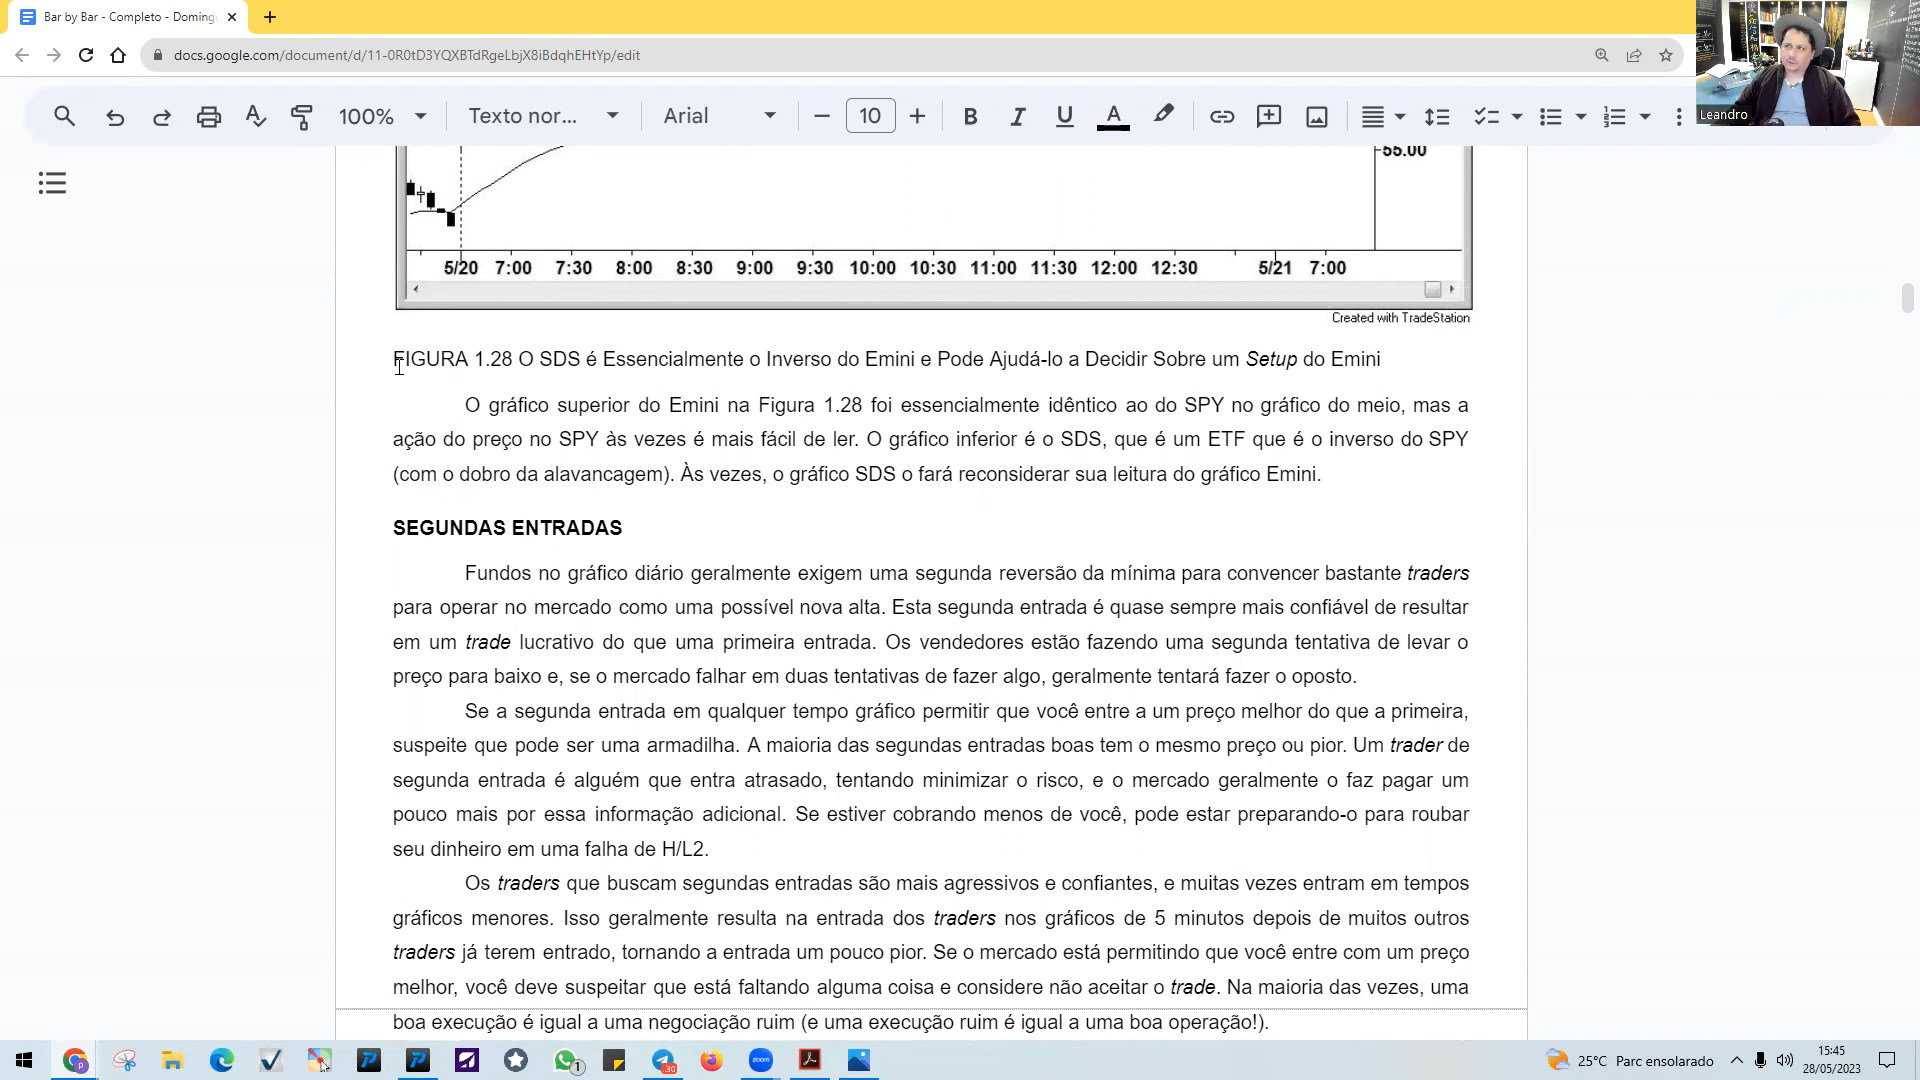 Bar by Bar - Completo - Doming
docs.google.com/document/d/11-0R0tD3YQXBTdRgeLbjX8iBdqhEHtYp/edit
100%
Texto nor...
Arial
10
B
I
U
A
Leandro
55.00
5/20 7:00 7:30 8:00 8:30 9:00 9:30 10:00 10:30 11:00 11:30 12:00 12:30 5/21 7:00
Created with TradeStation
FIGURA 1.28 O SDS é Essencialmente o Inverso do Emini e Pode Ajudá-lo a Decidir Sobre um Setup do Emini
O gráfico superior do Emini na Figura 1.28 foi essencialmente idêntico ao do SPY no gráfico do meio, mas a
ação do preço no SPY às vezes é mais fácil de ler. O gráfico inferior é o SDS, que é um ETF que é o inverso do SPY
(com o dobro da alavancagem). Às vezes, o gráfico SDS o fará reconsiderar sua leitura do gráfico Emini.
SEGUNDAS ENTRADAS
Fundos no gráfico diário geralmente exigem uma segunda reversão da mínima para convencer bastante traders
para operar no mercado como uma possível nova alta. Esta segunda entrada é quase sempre mais confiável de resultar
em um trade lucrativo do que uma primeira entrada. Os vendedores estão fazendo uma segunda tentativa de levar o
preço para baixo e, se o mercado falhar em duas tentativas de fazer algo, geralmente tentará fazer o oposto.
Se a segunda entrada em qualquer tempo gráfico permitir que você entre a um preço melhor do que a primeira,
suspeite que pode ser uma armadilha. A maioria das segundas entradas boas tem o mesmo preço ou pior. Um trader de
segunda entrada é alguém que entra atrasado, tentando minimizar o risco, e o mercado geralmente o faz pagar um
pouco mais por essa informação adicional. Se estiver cobrando menos de você, pode estar preparando-o para roubar
seu dinheiro em uma falha de H/L2.
Os traders que buscam segundas entradas são mais agressivos e confiantes, e muitas vezes entram em tempos
gráficos menores. Isso geralmente resulta na entrada dos traders nos gráficos de 5 minutos depois de muitos outros
traders já terem entrado, tornando a entrada um pouco pior. Se o mercado está permitindo que você entre com um preço
melhor, você deve suspeitar que está faltando alguma coisa e considere não aceitar o trade. Na maioria das vezes, uma
boa execução é igual a uma negociação ruim (e uma execução ruim é igual a uma boa operação!).
zoom
1
30
25°C Parc ensolarado
15:45
28/05/2023